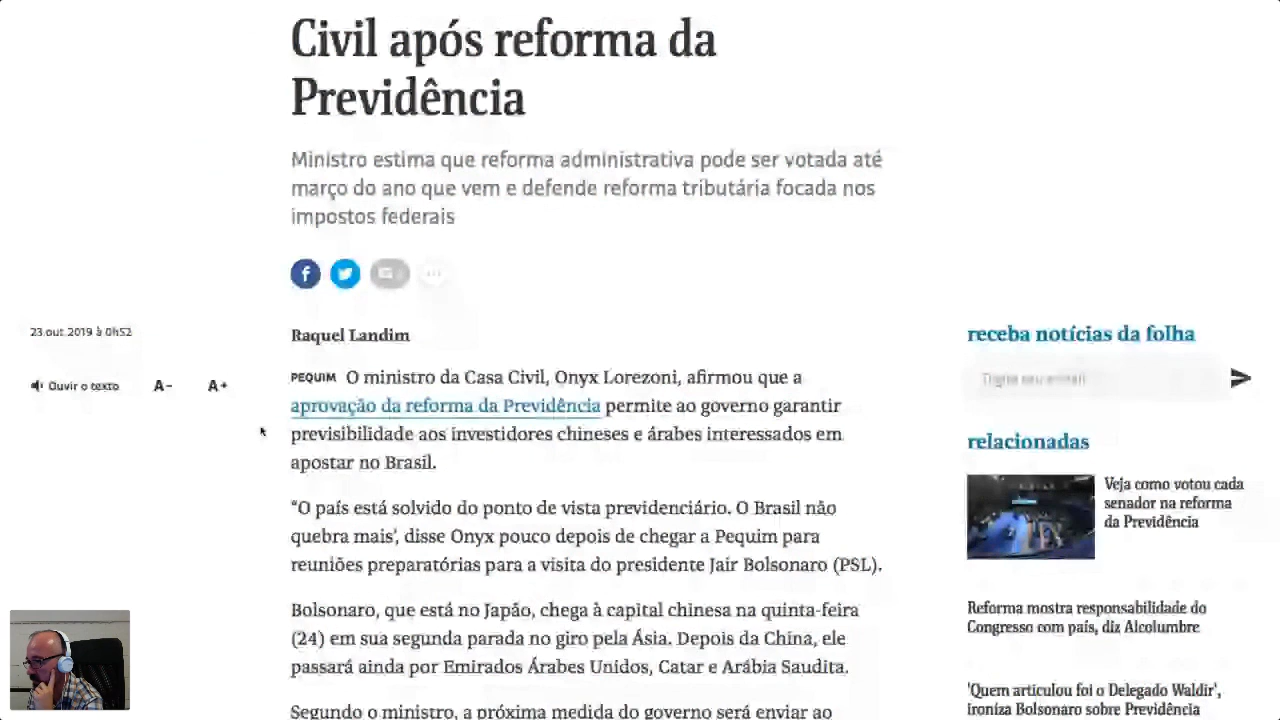 Civil após reforma da
Previdência
Ministro estima que reforma administrativa pode ser votada até
março do ano que vem e defende reforma tributária focada nos
impostos federais
23.out.2019 à 0h52
Ouvir o texto A- A+
Raquel Landim
PEQUIM O ministro da Casa Civil, Onyx Lorezoni, afirmou que a
aprovação da reforma da Previdência permite ao governo garantir
previsibilidade aos investidores chineses e árabes interessados em
apostar no Brasil.
“O país está solvido do ponto de vista previdenciário. O Brasil não
quebra mais', disse Onyx pouco depois de chegar a Pequim para
reuniões preparatórias para a visita do presidente Jair Bolsonaro (PSL).
Bolsonaro, que está no Japão, chega à capital chinesa na quinta-feira
(24) em sua segunda parada no giro pela Ásia. Depois da China, ele
passará ainda por Emirados Árabes Unidos, Catar e Arábia Saudita.
Segundo o ministro, a próxima medida do governo será enviar ao
receba notícias da folha
Digite seu email
relacionadas
Veja como votou cada
senador na reforma
da Previdência
Reforma mostra responsabilidade do
Congresso com país, diz Alcolumbre
'Quem articulou foi o Delegado Waldir',
ironiza Bolsonaro sobre Previdência